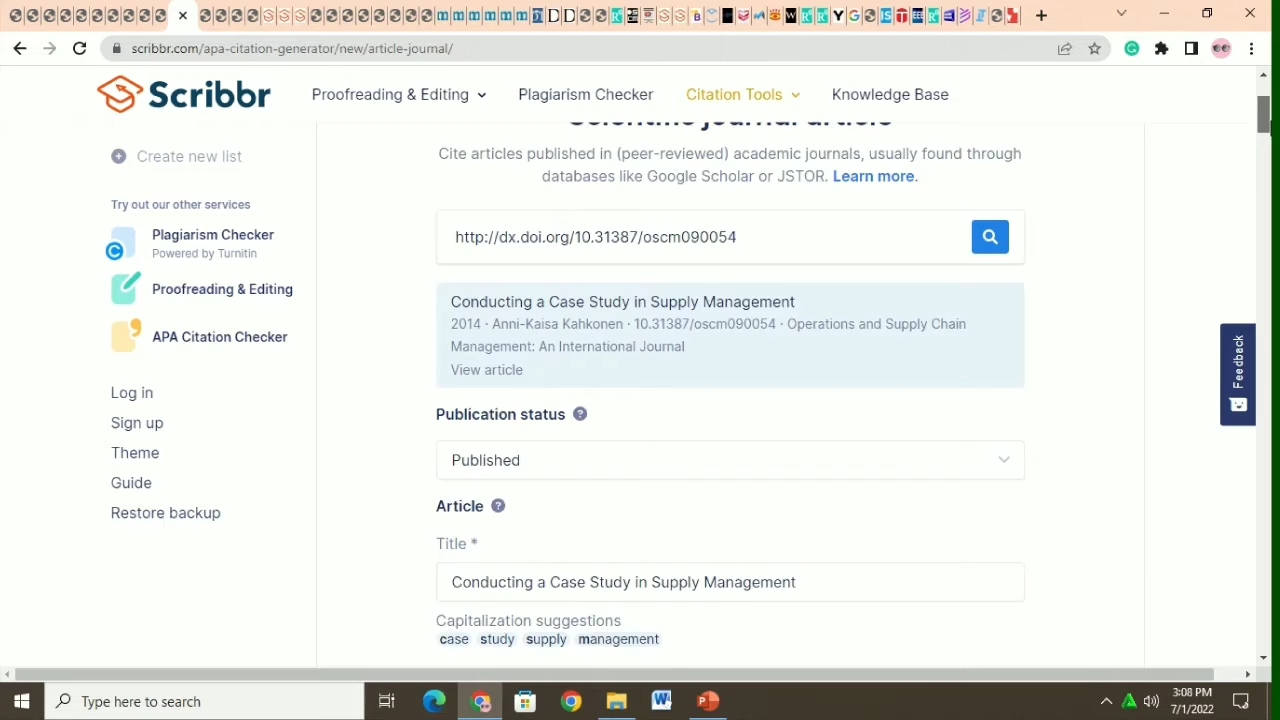 scribbr.com/apa-citation-generator/new/article-journal/
Scribbr
Proofreading & Editing
Plagiarism Checker
Citation Tools
Knowledge Base
Scientific journal article
Cite articles published in (peer-reviewed) academic journals, usually found through
databases like Google Scholar or JSTOR. Learn more.
Create new list
Try out our other services
Plagiarism Checker
Powered by Turnitin
Proofreading & Editing
APA Citation Checker
Log in
Sign up
Theme
Guide
Restore backup
http://dx.doi.org/10.31387/oscm090054
Conducting a Case Study in Supply Management
2014 · Anni-Kaisa Kahkonen · 10.31387/oscm090054 · Operations and Supply Chain
Management: An International Journal
View article
Publication status
Published
Article
Title *
Conducting a Case Study in Supply Management
Capitalization suggestions
case study supply management
Feedback
Type here to search
3:08 PM
7/1/2022